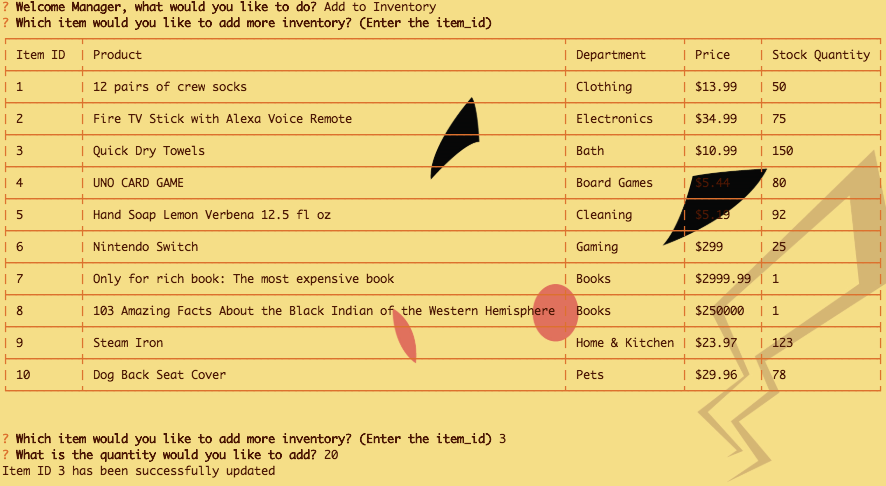 ? Welcome Manager, what would you like to do? Add to Inventory
? Which item would you like to add more inventory? (Enter the item_id)
Item ID Product Department Price Stock Quantity
1 12 pairs of crew socks Clothing $13.99 50
2 Fire TV Stick with Alexa Voice Remote Electronics $34.99 75
3 Quick Dry Towels Bath $10.99 150
4 UNO CARD GAME Board Games $5.44 80
5 Hand Soap Lemon Verbena 12.5 fl oz Cleaning 92
6 Nintendo Switch Gaming $299 25
7 Only for rich book: The most expensive book Books $2999.99 1
8 103 Amazing Facts About the Black Indian of the Western Hemisphere Books $250000 1
9 Steam Iron Home & Kitchen $23.97 123
10 Dog Back Seat Cover Pets $29.96 78
? Which item would you like to add more inventory? (Enter the item_id) 3
? What is the quantity would you like to add? 20
Item ID 3 has been successfully updated